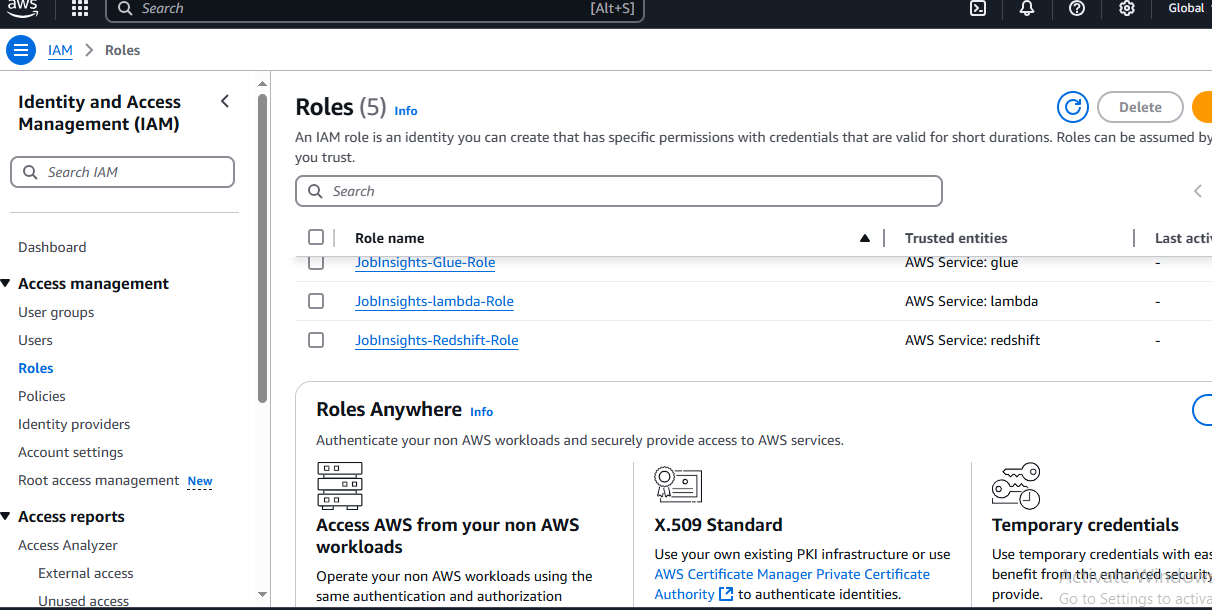 aws
Search [Alt+S] Global
IAM > Roles
Identity and Access
Management (IAM)
Search IAM
Dashboard
Access management
User groups
Users
Roles
Policies
Identity providers
Account settings
Root access management New
Access reports
Access Analyzer
External access
Unused access
Roles (5) Info
Delete
An IAM role is an identity you can create that has specific permissions with credentials that are valid for short durations. Roles can be assumed by
you trust.
Search
Role name Trusted entities Last acti
JobInsights-Glue-Role AWS Service: glue -
JobInsights-lambda-Role AWS Service: lambda -
JobInsights-Redshift-Role AWS Service: redshift -
Roles Anywhere Info
Authenticate your non AWS workloads and securely provide access to AWS services.
Access AWS from your non AWS
workloads
Operate your non AWS workloads using the
same authentication and authorization
X.509 Standard
Use your own existing PKI infrastructure or use
AWS Certificate Manager Private Certificate
Authority to authenticate identities.
Temporary credentials
Use temporary credentials with eas
benefit from the enhanced security
provide.
Activate Windows
Go to Settings to activa